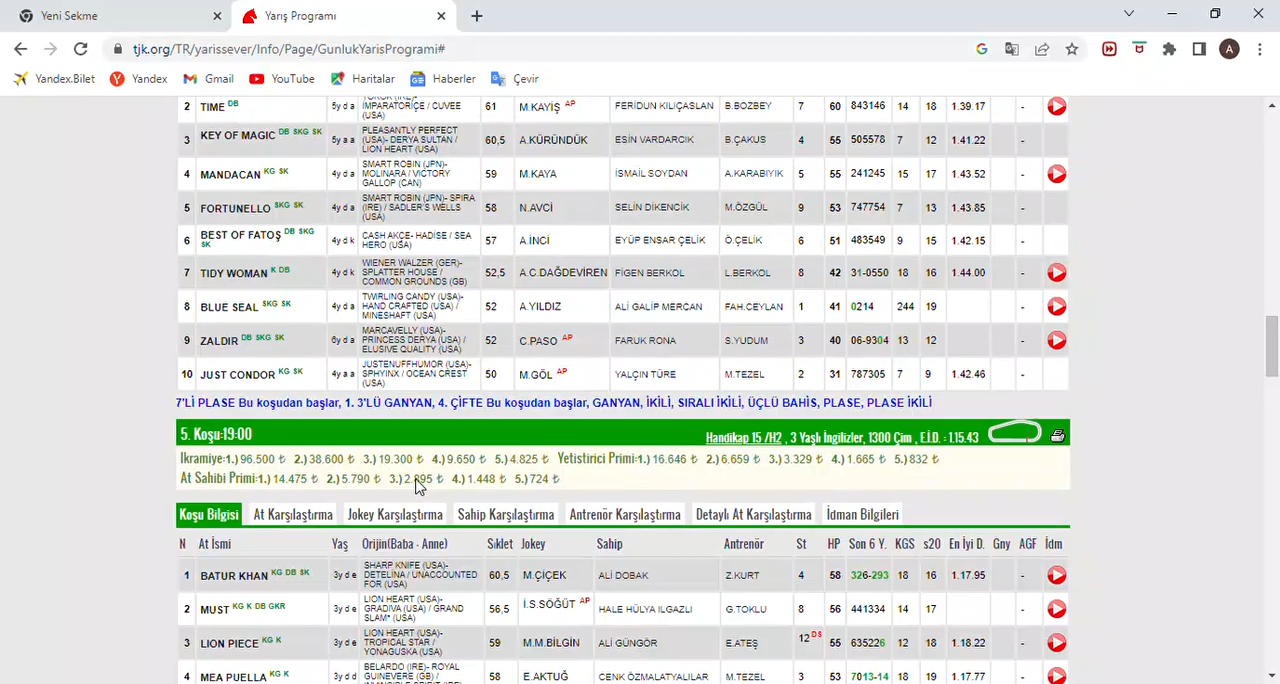 Yeni Sekme
Yarış Programı
tjk.org/TR/yarissever/Info/Page/GunlukYarisProgrami#
A
Yandex.Bilet Yandex Gmail YouTube Haritalar Haberler Çevir
2 TIME DB 5y d a IMPARATORİÇE / CUVEE (USA) 61 M.KAYİŞ AP FERİDUN KILIÇASLAN B.BOZBEY 7 60 843146 14 18 1.39.17 -
3 KEY OF MAGIC DB SKG SK 5y a a PLEASANTLY PERFECT (USA)- DERYA SULTAN / LION HEART (USA) 60,5 A.KÜRÜNDÜK ESİN VARDARCIK B.ÇAKUS 4 55 505578 7 12 1.41.22 -
4 MANDACAN KG SK 4y d a SMART ROBIN (JPN)- MOLINARA / VICTORY GALLOP (CAN) 59 M.KAYA İSMAİL SOYDAN A.KARABIYIK 5 55 241245 15 17 1.43.52 -
5 FORTUNELLO SKG SK 4y d a SMART ROBIN (JPN)- SPIRA (IRE) / SADLER'S WELLS (USA) 58 N.AVCİ SELİN DİKENCİK M.ÖZGÜL 9 53 747754 7 13 1.43.85 -
6 BEST OF FATOŞ DB SKG SK 4y d k CASH AKÇE- HADİSE / SEA HERO (USA) 57 A.İNCİ EYÜP ENSAR ÇELİK Ö.ÇELİK 6 51 483549 9 15 1.42.15 -
7 TIDY WOMAN K DB 4y d k WIENER WALZER (GER)- SPLATTER HOUSE / COMMON GROUNDS (GB) 52,5 A.C.DAĞDEVİREN FİGEN BERKOL L.BERKOL 8 42 31-0550 18 16 1.44.00 -
8 BLUE SEAL SKG SK 4y d a TWIRLING CANDY (USA)- HAND CRAFTED (USA) / MINESHAFT (USA) 52 A.YILDIZ ALİ GALİP MERCAN FAH.CEYLAN 1 41 0214 244 19 -
9 ZALDIR DB SKG SK 6y d a MARCAVELLY (USA)- PRINCESS DERYA (USA) / ELUSIVE QUALITY (USA) 52 C.PASO AP FARUK RONA S.YUDUM 3 40 06-9304 13 12 -
10 JUST CONDOR KG SK 4y a a JUSTENUFFHUMOR (USA)- SPHYINX / OCEAN CREST (USA) 50 M.GÖL AP YALÇIN TÜRE M.TEZEL 2 31 787305 7 9 1.42.46 -
7'Lİ PLASE Bu koşudan başlar, 1. 3'LÜ GANYAN, 4. ÇİFTE Bu koşudan başlar, GANYAN, İKİLİ, SIRALI İKİLİ, ÜÇLÜ BAHİS, PLASE, PLASE İKİLİ
5. Koşu:19:00 Handikap 15 /H2 , 3 Yaşlı İngilizler, 1300 Çim , E.İ.D. : 1.15.43
Ikramiye:1.) 96.500 ₺ 2.) 38.600 ₺ 3.) 19.300 ₺ 4.) 9.650 ₺ 5.) 4.825 ₺ Yetistirici Primi:1.) 16.646 ₺ 2.) 6.659 ₺ 3.) 3.329 ₺ 4.) 1.665 ₺ 5.) 832 ₺
At Sahibi Primi:1.) 14.475 ₺ 2.) 5.790 ₺ 3.) 2.895 ₺ 4.) 1.448 ₺ 5.) 724 ₺
Koşu Bilgisi At Karşılaştırma Jokey Karşılaştırma Sahip Karşılaştırma Antrenör Karşılaştırma Detaylı At Karşılaştırma İdman Bilgileri
N At İsmi Yaş Orijin(Baba - Anne) Sıklet Jokey Sahip Antrenör St HP Son 6 Y. KGS s20 En İyi D. Gny AGF İdm
1 BATUR KHAN KG DB SK 3y d e SHARP KNIFE (USA)- DETELİNA / UNACCOUNTED FOR (USA) 60,5 M.ÇİÇEK ALİ DOBAK Z.KURT 4 58 326-293 18 16 1.17.95
2 MUST KG K DB GKR 3y d e LION HEART (USA)- GRADIVA (USA) / GRAND SLAM* (USA) 56,5 İ.S.SÖĞÜT AP HALE HÜLYA ILGAZLI G.TOKLU 8 56 441334 14 17
3 LION PIECE KG K 3y d e LION HEART (USA)- TROPICAL STAR / YONAGUSKA (USA) 59 M.M.BİLGİN ALİ GÜNGÖR E.ATEŞ 12 DS 55 635226 12 18 1.18.22
4 MEA PUELLA KG K 3y d d BELARDO (IRE)- ROYAL GUINEVERE (GB) / 58 E.AKTUĞ CENK ÖZMALATYALILAR M.TEZEL 3 53 7013-14 18 19 1.17.77